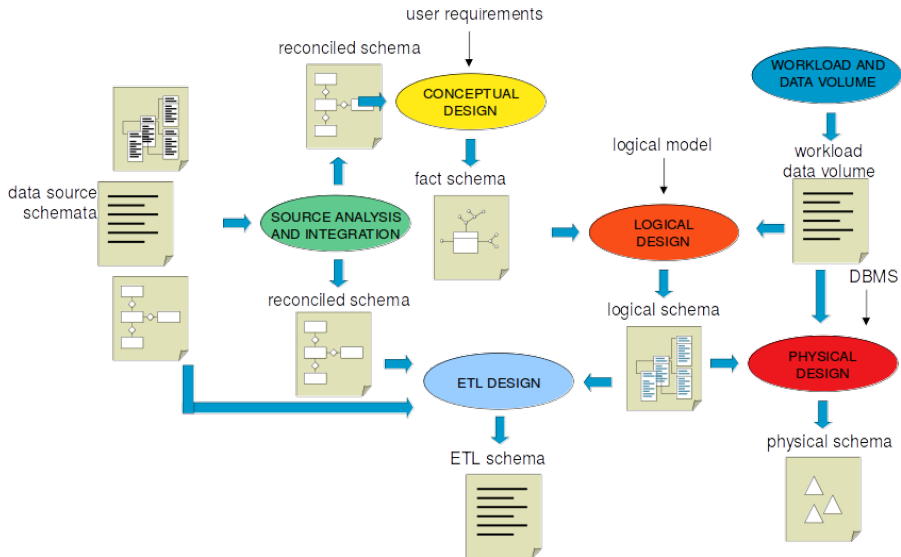 user requirements
reconciled schema
CONCEPTUAL
DESIGN
WORKLOAD AND
DATA VOLUME
logical model
workload
data volume
data source
schemata
fact schema
SOURCE ANALYSIS
AND INTEGRATION
LOGICAL
DESIGN
DBMS
reconciled schema
logical schema
PHYSICAL
DESIGN
ETL DESIGN
ETL schema
physical schema